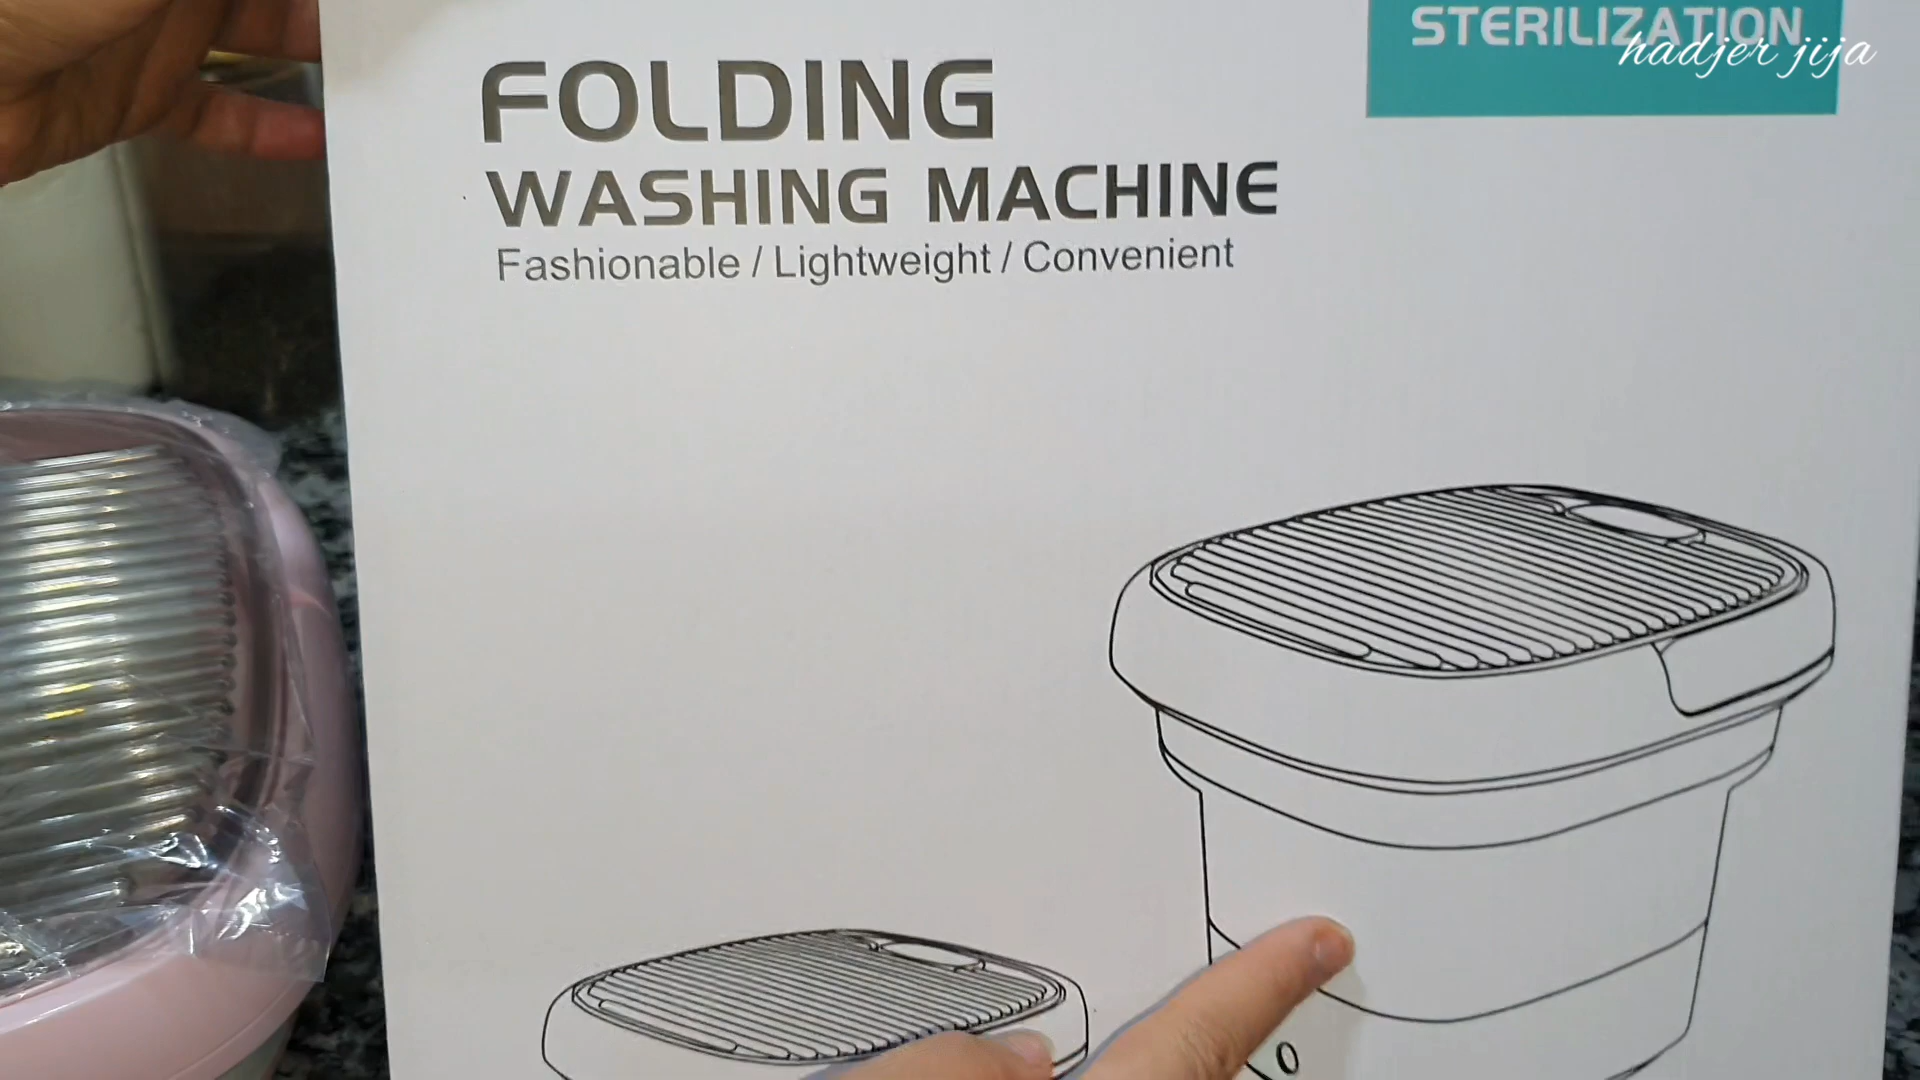 STERILIZATION
hadjer jija
FOLDING
WASHING MACHINE
Fashionable / Lightweight / Convenient